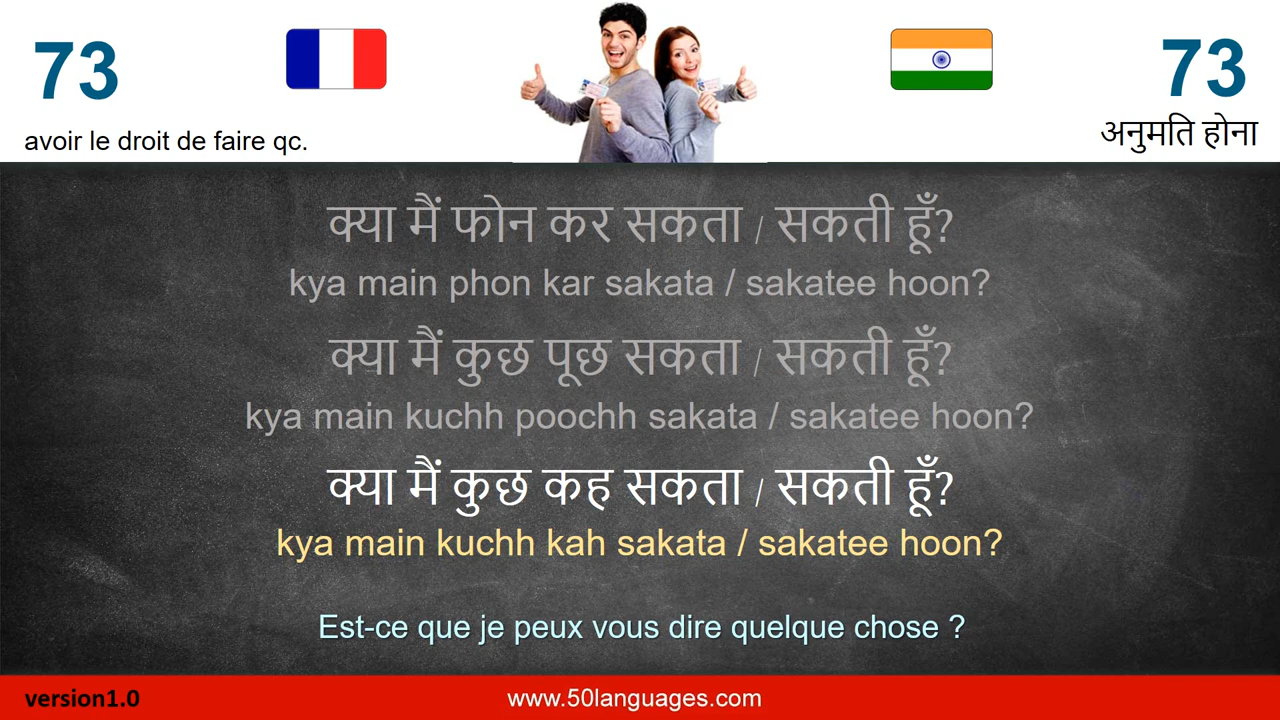 73
73
avoir le droit de faire qc.
अनुमति होना
क्या मैं फोन कर सकता / सकती हूँ?
kya main phon kar sakata / sakatee hoon?
क्या मैं कुछ पूछ सकता / सकती हूँ?
kya main kuchh poochh sakata / sakatee hoon?
क्या मैं कुछ कह सकता / सकती हूँ?
kya main kuchh kah sakata / sakatee hoon?
Est-ce que je peux vous dire quelque chose ?
version1.0
www.50languages.com